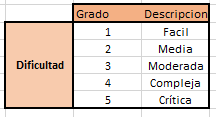 Grado Descripcion
1 Facil
2 Media
Dificultad 3 Moderada
4 Compleja
5 Crítica